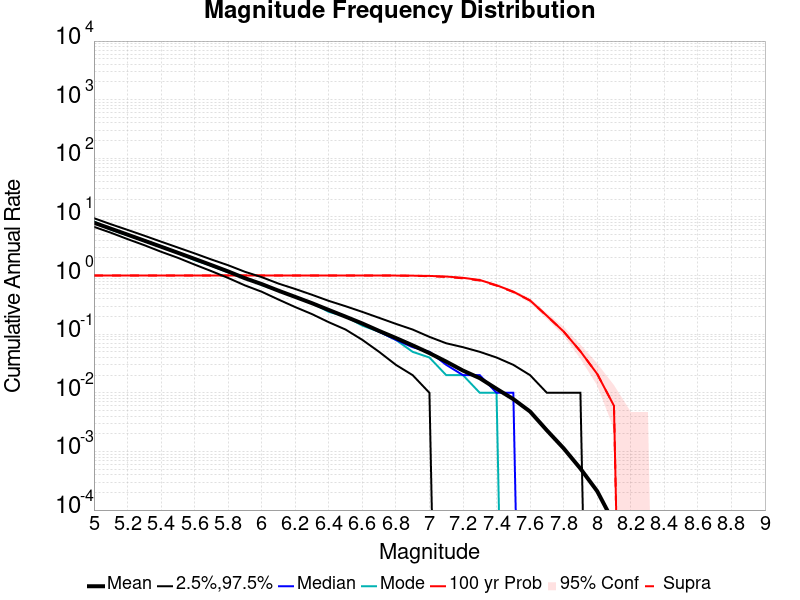 Magnitude Frequency Distribution
10^4
10^3
10^2
10^1
10^0
10^-1
10^-2
10^-3
10^-4
Cumulative Annual Rate
5 5.2 5.4 5.6 5.8 6 6.2 6.4 6.6 6.8 7 7.2 7.4 7.6 7.8 8 8.2 8.4 8.6 8.8 9
Magnitude
Mean 2.5%,97.5% Median Mode 100 yr Prob 95% Conf Supra